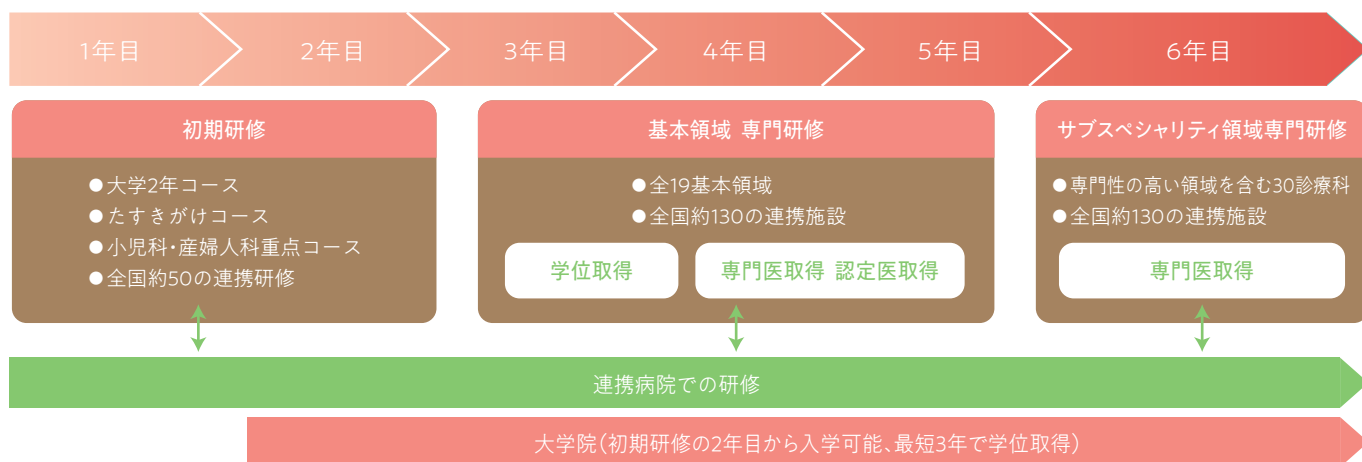 1年目
2年目
3年目
4年目
5年目
6年目
初期研修
●大学2年コース
●たすきがけコース
●小児科・産婦人科重点コース
●全国約50の連携研修
基本領域 専門研修
●全19基本領域
●全国約130の連携施設
学位取得
専門医取得 認定医取得
サブスペシャリティ領域専門研修
●専門性の高い領域を含む30診療科
●全国約130の連携施設
専門医取得
連携病院での研修
大学院(初期研修の2年目から入学可能、最短3年で学位取得)